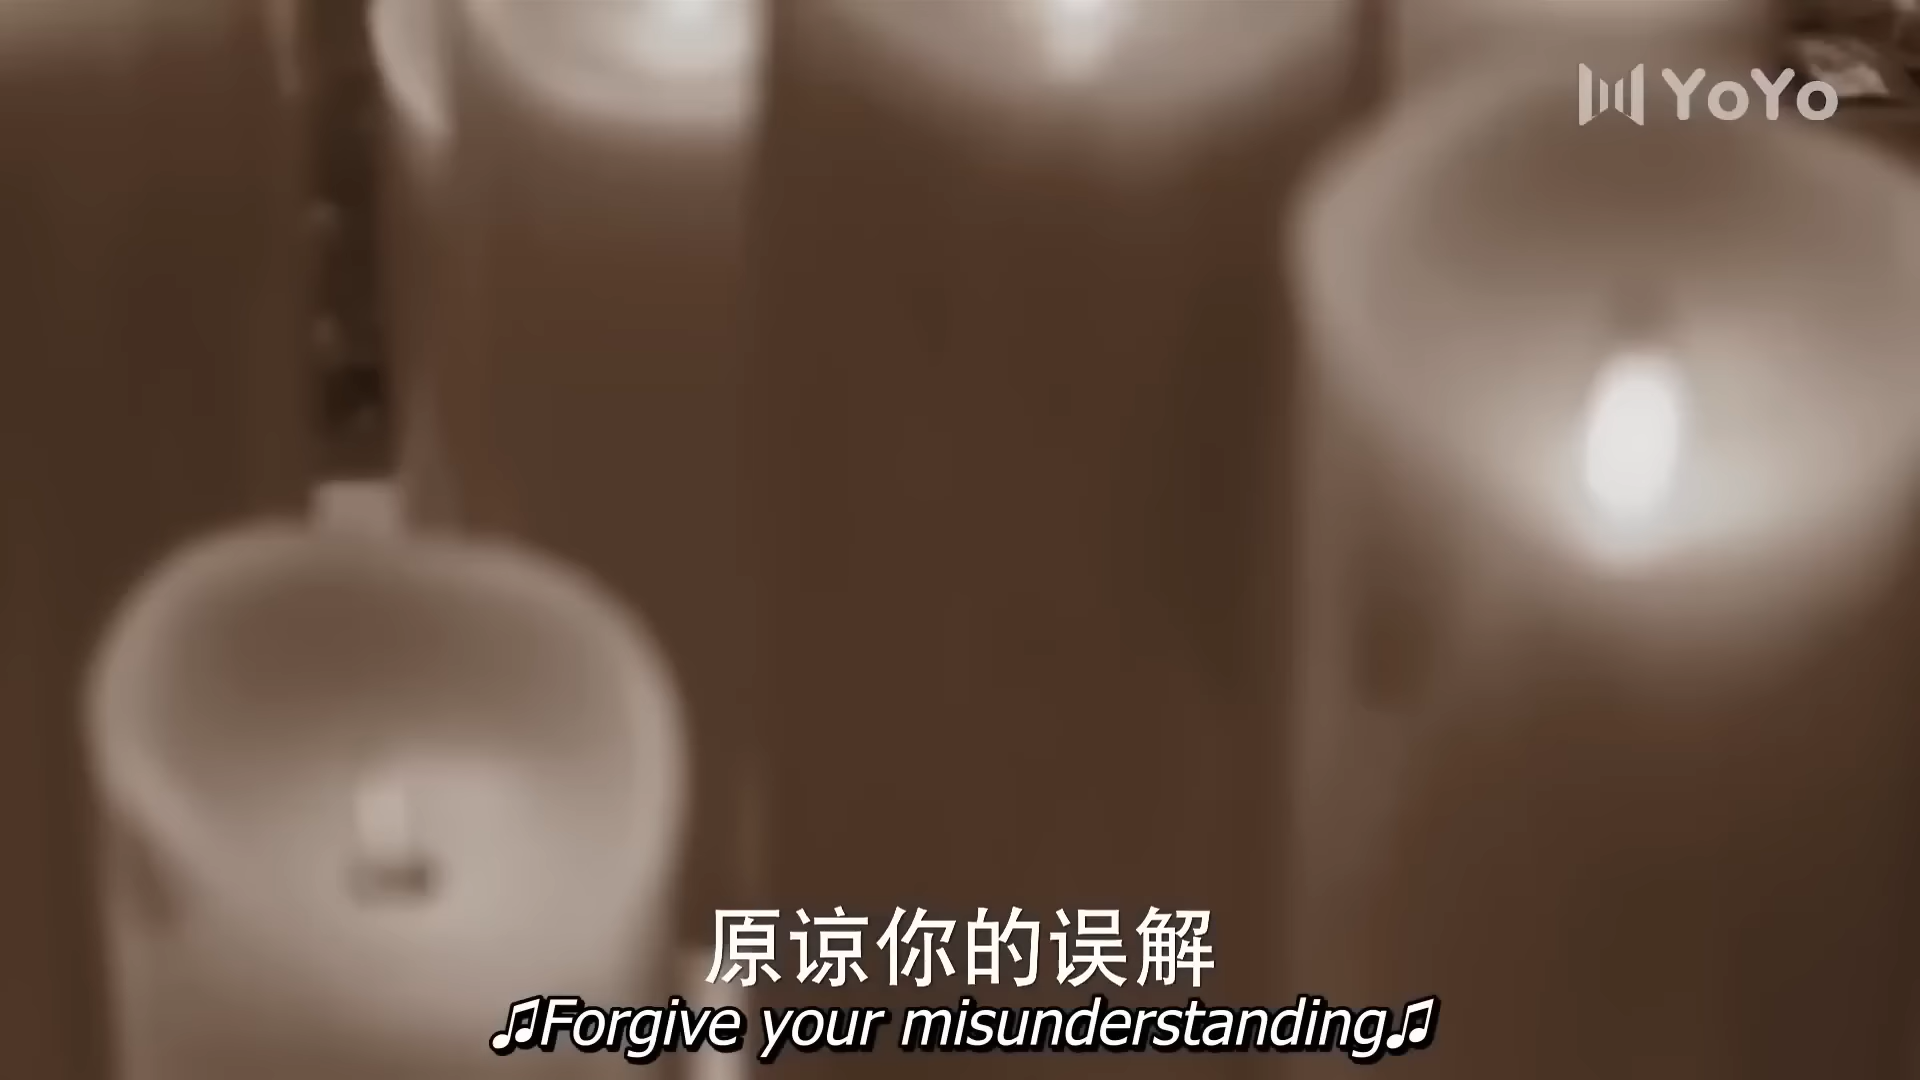 YoYo
原谅你的误解
♫Forgive your misunderstanding♫